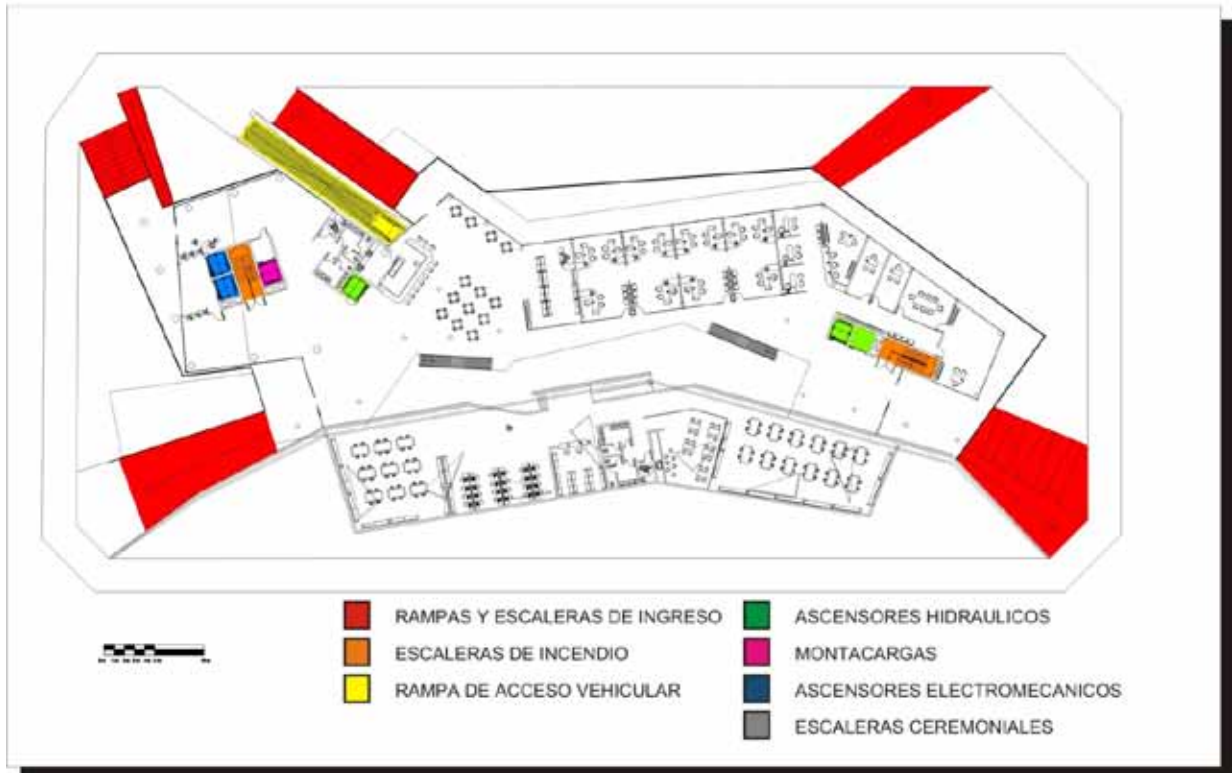 RAMPAS Y ESCALERAS DE INGRESO
ESCALERAS DE INCENDIO
RAMPA DE ACCESO VEHICULAR
ASCENSORES HIDRAULICOS
MONTACARGAS
ASCENSORES ELECTROMECANICOS
ESCALERAS CEREMONIALES